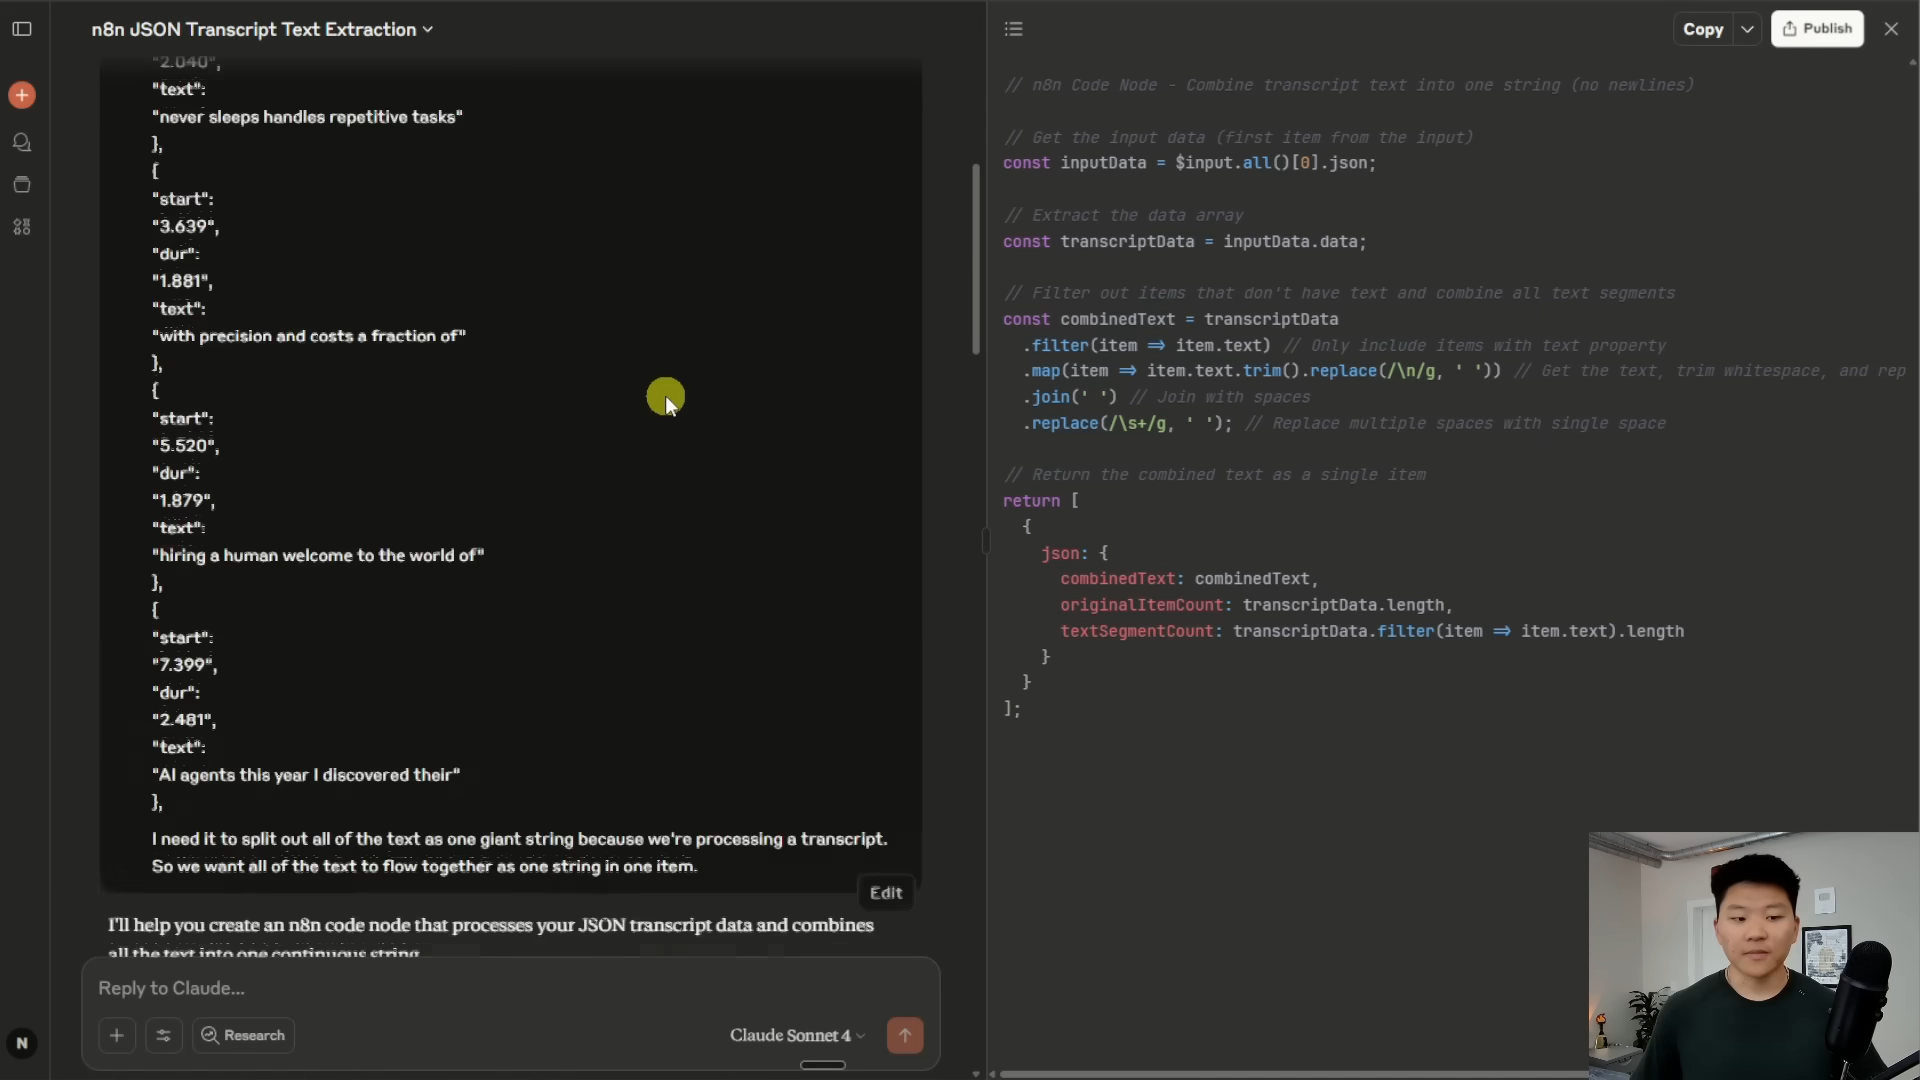 n8n JSON Transcript Text Extraction
"2.040",
"text":
"never sleeps handles repetitive tasks"
},
{
"start":
"3.639",
"dur":
"1.881",
"text":
"with precision and costs a fraction of"
},
{
"start":
"5.520",
"dur":
"1.879",
"text":
"hiring a human welcome to the world of"
},
{
"start":
"7.399",
"dur":
"2.481",
"text":
"AI agents this year I discovered their"
},
I need it to split out all of the text as one giant string because we're processing a transcript.
So we want all of the text to flow together as one string in one item.
Edit
I'll help you create an n8n code node that processes your JSON transcript data and combines
all the text into one continuous string
Reply to Claude...
Research
Claude Sonnet 4
N
Copy
Publish
// n8n Code Node - Combine transcript text into one string (no newlines)
// Get the input data (first item from the input)
const inputData = $input.all()[0].json;
// Extract the data array
const transcriptData = inputData.data;
// Filter out items that don't have text and combine all text segments
const combinedText = transcriptData
.filter(item => item.text) // Only include items with text property
.map(item => item.text.trim().replace(/\n/g, ' ')) // Get the text, trim whitespace, and rep
.join(' ') // Join with spaces
.replace(/\s+/g, ' '); // Replace multiple spaces with single space
// Return the combined text as a single item
return [
{
json: {
combinedText: combinedText,
originalItemCount: transcriptData.length,
textSegmentCount: transcriptData.filter(item => item.text).length
}
}
];